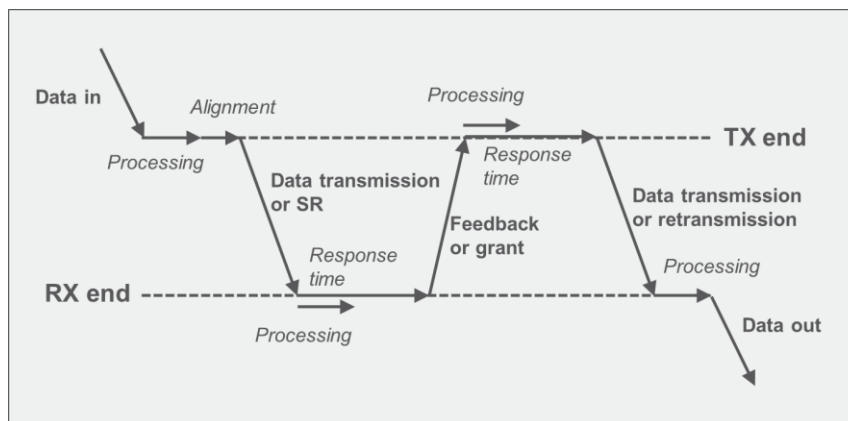 Data in
Alignment
Processing
Processing
Response
time
TX end
Data transmission
or SR
Feedback
or grant
Data transmission
or retransmission
RX end
Response
time
Processing
Processing
Data out